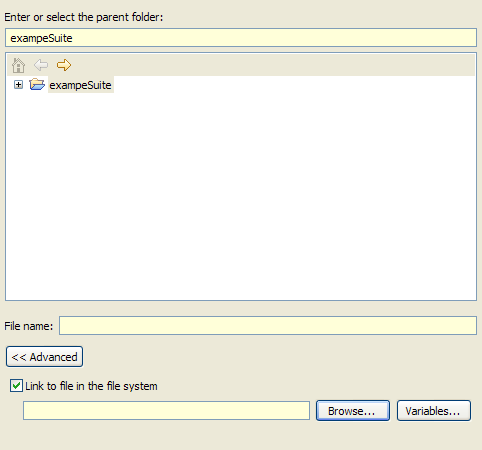 Enter or select the parent folder:
exampeSuite
exampeSuite
File name:
<< Advanced
Link to file in the file system
Browse... Variables...